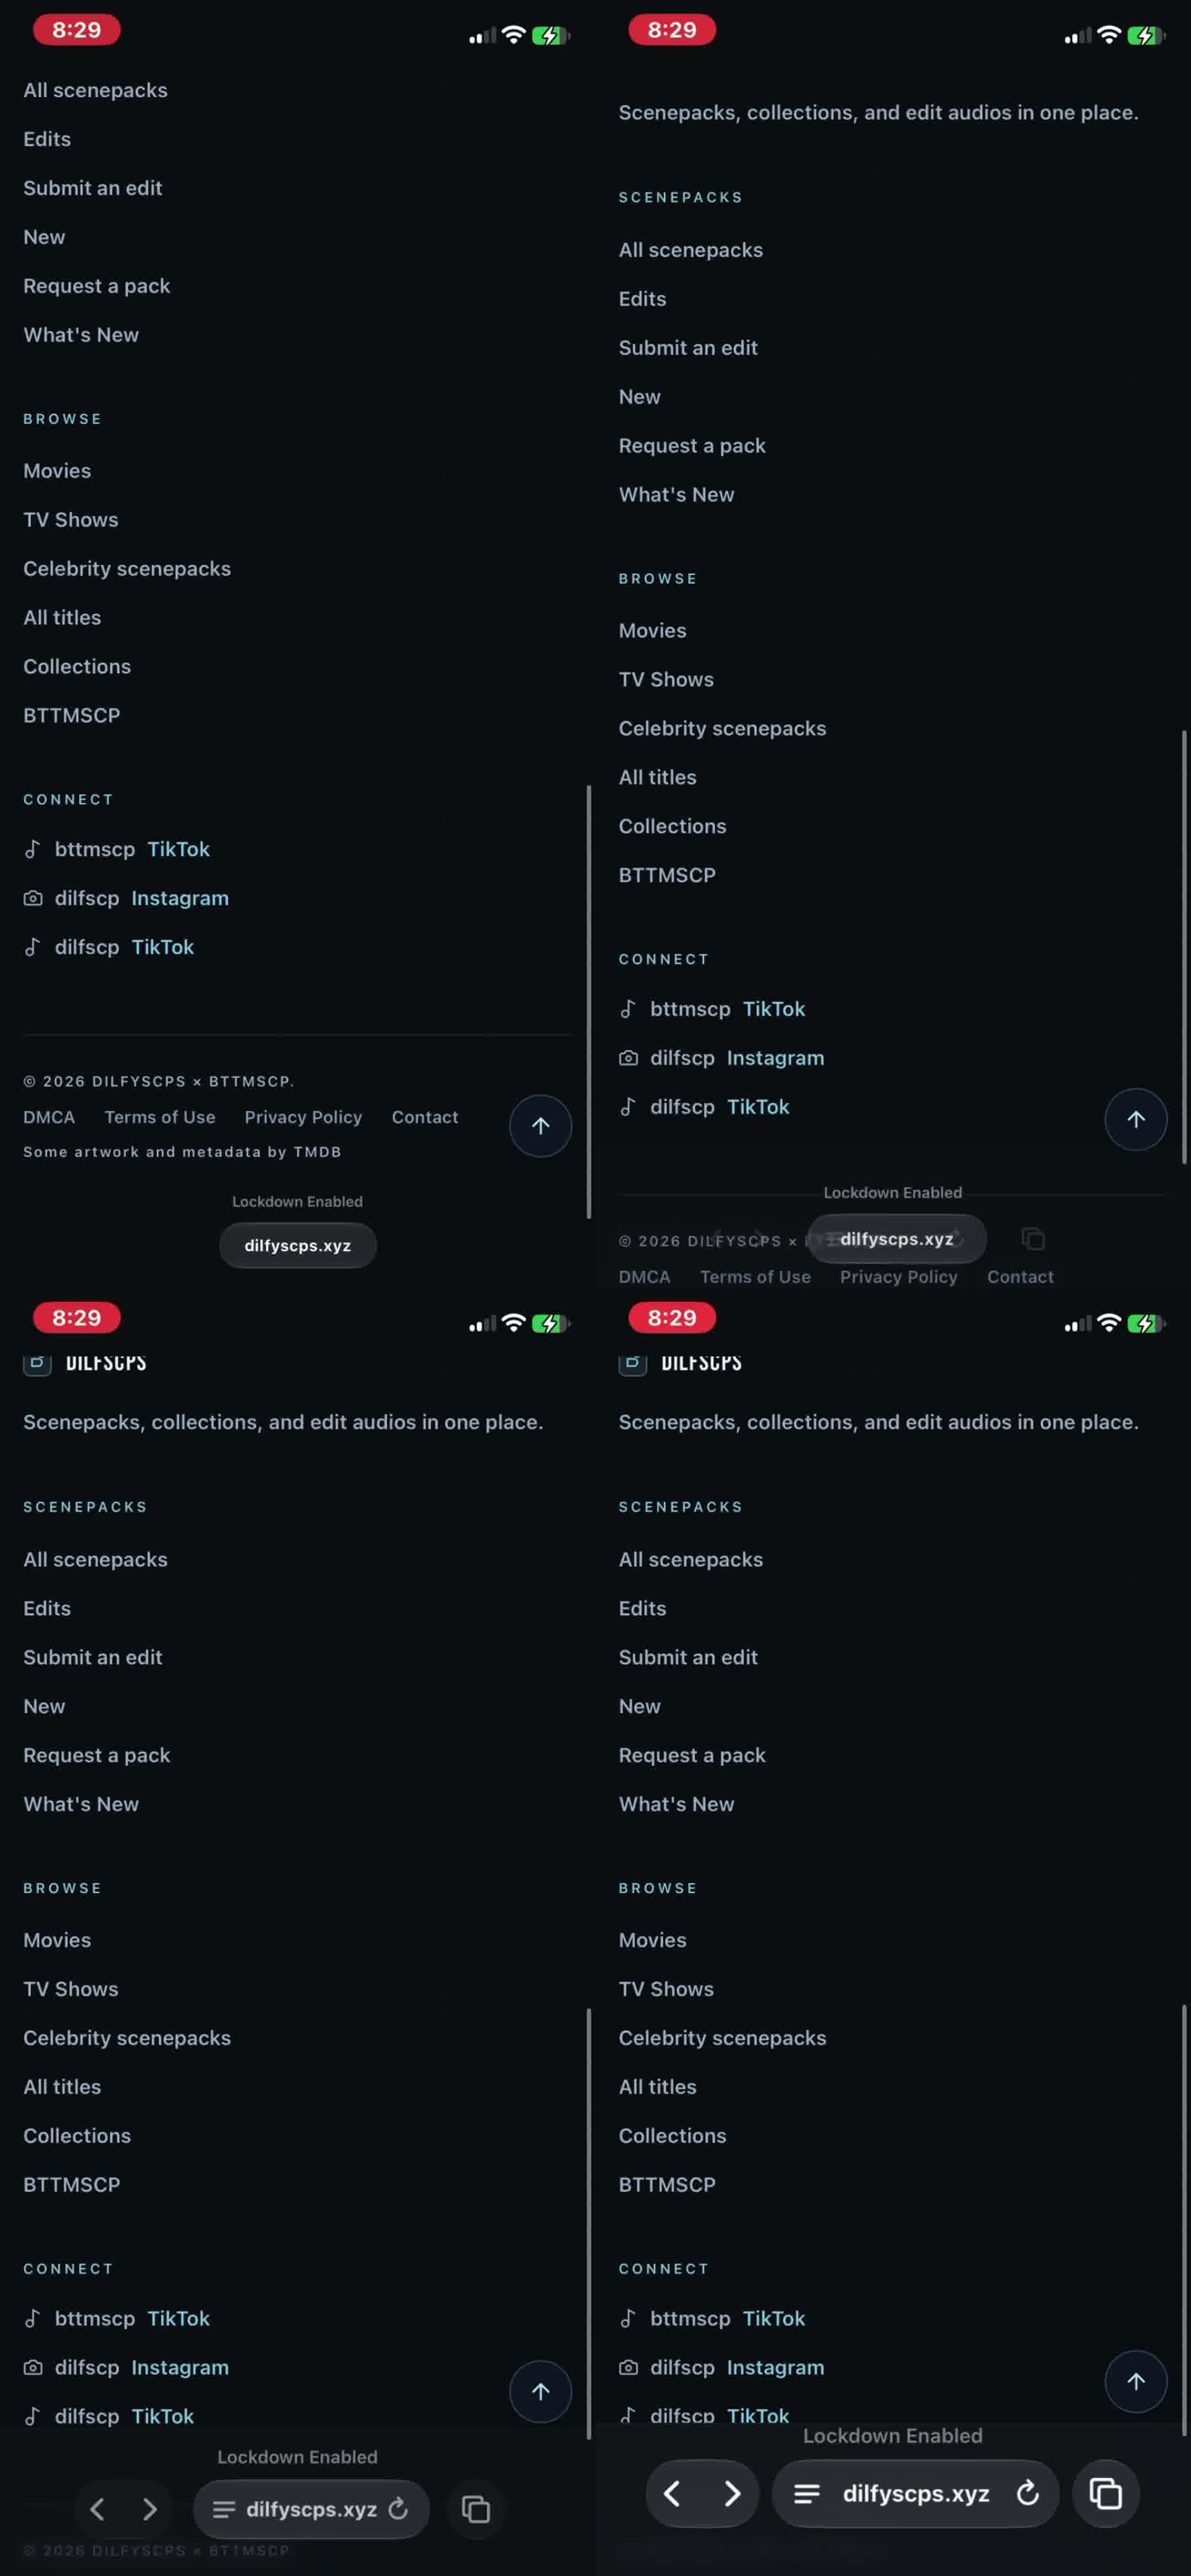 8:29
All scenepacks
Edits
Submit an edit
New
Request a pack
What's New
BROWSE
Movies
TV Shows
Celebrity scenepacks
All titles
Collections
BTTMSCP
CONNECT
bttmscp TikTok
dilfscp Instagram
dilfscp TikTok
© 2026 DILFYSCPS × BTTMSCP.
DMCA Terms of Use Privacy Policy Contact
Some artwork and metadata by TMDB
Lockdown Enabled
dilfyscps.xyz
8:29
Scenepacks, collections, and edit audios in one place.
SCENEPACKS
All scenepacks
Edits
Submit an edit
New
Request a pack
What's New
BROWSE
Movies
TV Shows
Celebrity scenepacks
All titles
Collections
BTTMSCP
CONNECT
bttmscp TikTok
dilfscp Instagram
dilfscp TikTok
Lockdown Enabled
© 2026 DILFYSCPS ×
dilfyscps.xyz
DMCA Terms of Use Privacy Policy Contact
8:29
DILFSCPS
Scenepacks, collections, and edit audios in one place.
SCENEPACKS
All scenepacks
Edits
Submit an edit
New
Request a pack
What's New
BROWSE
Movies
TV Shows
Celebrity scenepacks
All titles
Collections
BTTMSCP
CONNECT
bttmscp TikTok
dilfscp Instagram
dilfscp TikTok
Lockdown Enabled
dilfyscps.xyz
© 2026 DILFYSCPS × BTTMSCP
8:29
DILFSCPS
Scenepacks, collections, and edit audios in one place.
SCENEPACKS
All scenepacks
Edits
Submit an edit
New
Request a pack
What's New
BROWSE
Movies
TV Shows
Celebrity scenepacks
All titles
Collections
BTTMSCP
CONNECT
bttmscp TikTok
dilfscp Instagram
dilfscp TikTok
Lockdown Enabled
dilfyscps.xyz